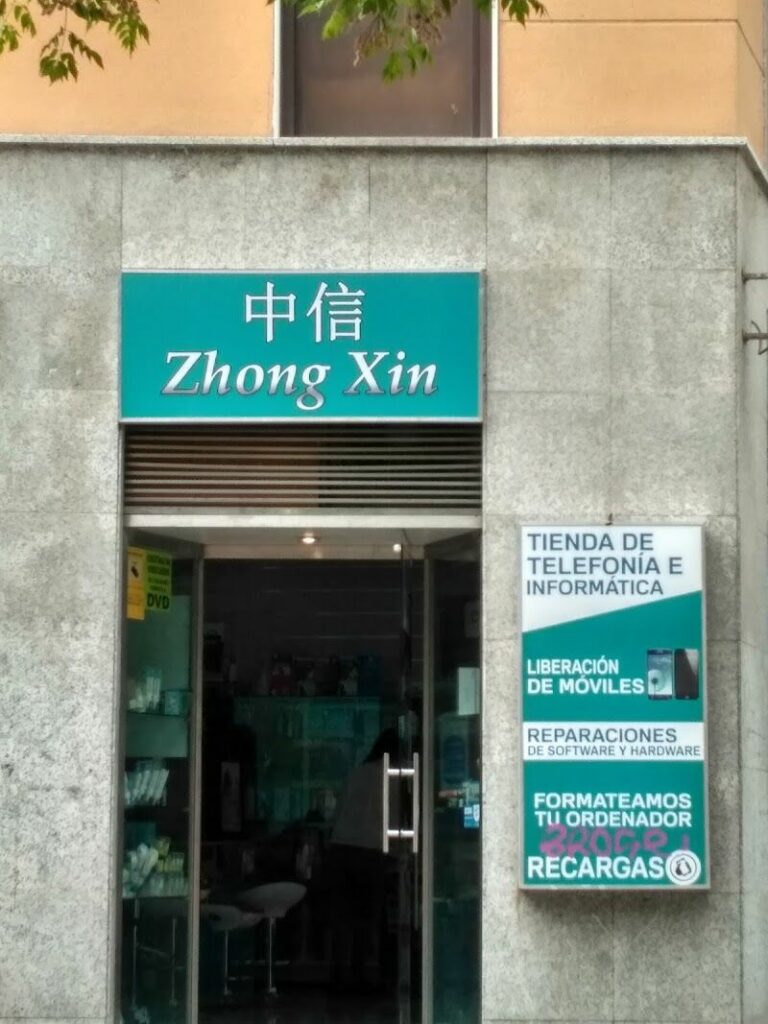 中信
Zhong Xin
DVD
TIENDA DE
TELEFONÍA E
INFORMÁTICA
LIBERACIÓN
DE MÓVILES
REPARACIONES
DE SOFTWARE Y HARDWARE
FORMATEAMOS
TU ORDENADOR
RECARGAS